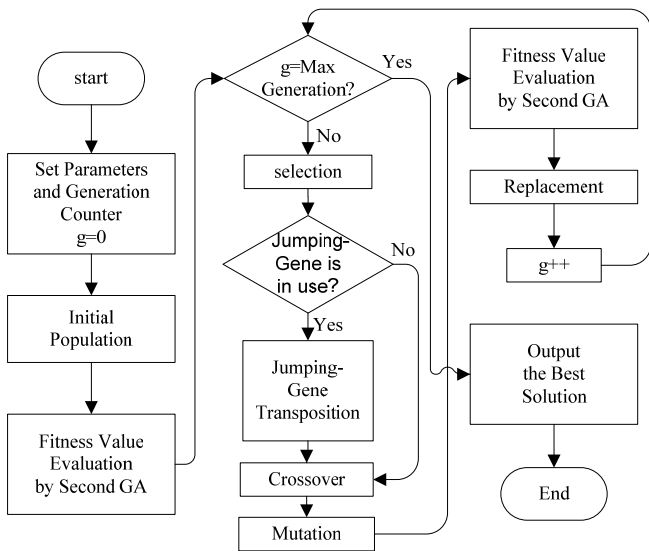 start
Set Parameters
and Generation
Counter
g=0
Initial
Population
Fitness Value
Evaluation
by Second GA
g=Max
Generation?
Yes
No
selection
Jumping-
Gene is
in use?
No
Yes
Jumping-
Gene
Transposition
Crossover
Mutation
Fitness Value
Evaluation
by Second GA
Replacement
g++
Output
the Best
Solution
End